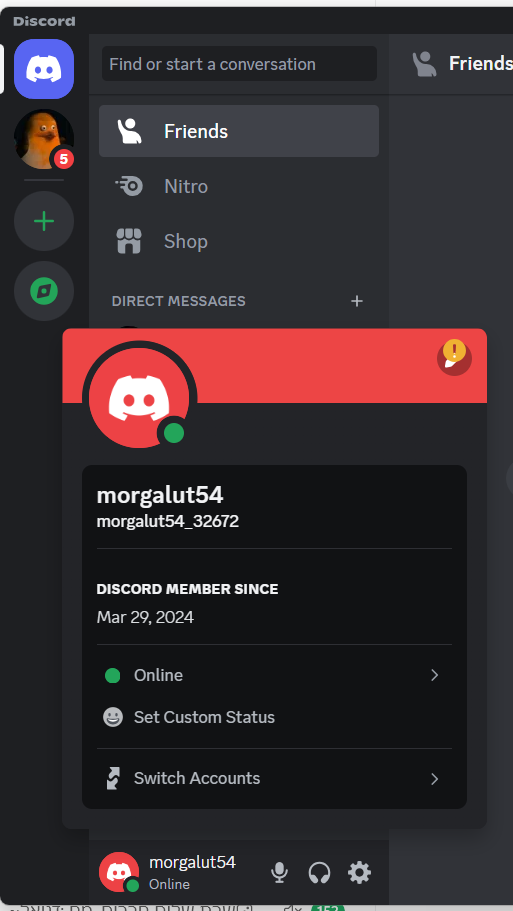 Discord
Find or start a conversation
Friends
Friends
5
Nitro
Shop
DIRECT MESSAGES
morgalut54
morgalut54_32672
DISCORD MEMBER SINCE
Mar 29, 2024
Online
Set Custom Status
Switch Accounts
morgalut54
Online